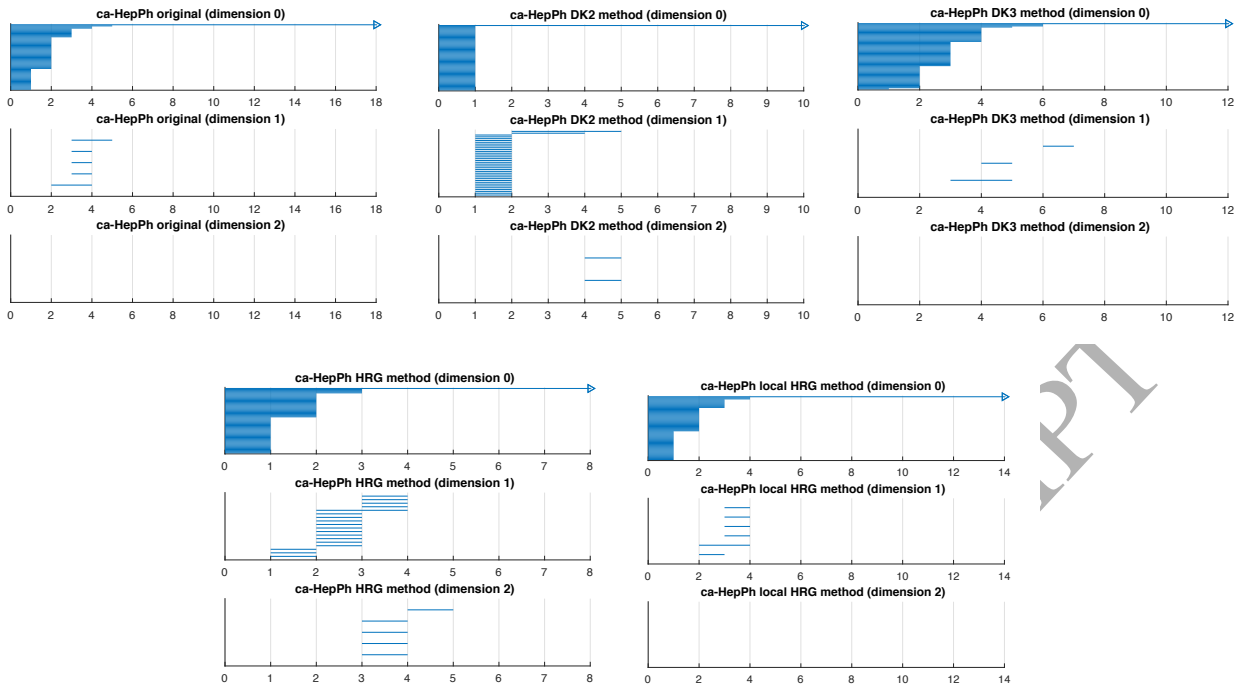 ca-HepPh original (dimension 0)
0 2 4 6 8 10 12 14 16 18
ca-HepPh original (dimension 1)
0 2 4 6 8 10 12 14 16 18
ca-HepPh original (dimension 2)
0 2 4 6 8 10 12 14 16 18
ca-HepPh DK2 method (dimension 0)
0 1 2 3 4 5 6 7 8 9 10
ca-HepPh DK2 method (dimension 1)
0 1 2 3 4 5 6 7 8 9 10
ca-HepPh DK2 method (dimension 2)
0 1 2 3 4 5 6 7 8 9 10
ca-HepPh DK3 method (dimension 0)
0 2 4 6 8 10 12
ca-HepPh DK3 method (dimension 1)
0 2 4 6 8 10 12
ca-HepPh DK3 method (dimension 2)
0 2 4 6 8 10 12
ca-HepPh HRG method (dimension 0)
0 1 2 3 4 5 6 7 8
ca-HepPh HRG method (dimension 1)
0 1 2 3 4 5 6 7 8
ca-HepPh HRG method (dimension 2)
0 1 2 3 4 5 6 7 8
ca-HepPh local HRG method (dimension 0)
0 2 4 6 8 10 12 14
ca-HepPh local HRG method (dimension 1)
0 2 4 6 8 10 12 14
ca-HepPh local HRG method (dimension 2)
0 2 4 6 8 10 12 14